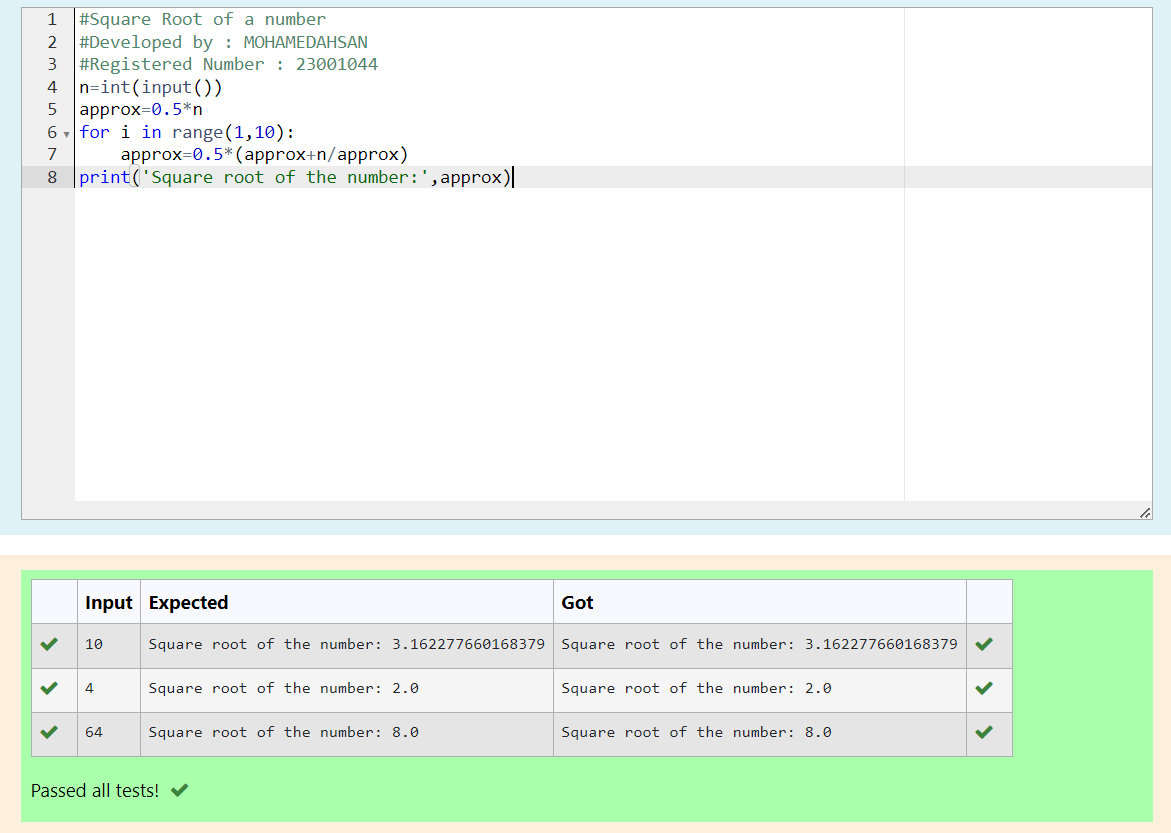 1 #Square Root of a number
2 #Developed by : MOHAMEDAHSAN
3 #Registered Number : 23001044
4 n=int(input())
5 approx=0.5*n
6 for i in range(1,10):
7     approx=0.5*(approx+n/approx)
8 print('Square root of the number:',approx)
Input Expected Got
10 Square root of the number: 3.162277660168379 Square root of the number: 3.162277660168379
4 Square root of the number: 2.0 Square root of the number: 2.0
64 Square root of the number: 8.0 Square root of the number: 8.0
Passed all tests!